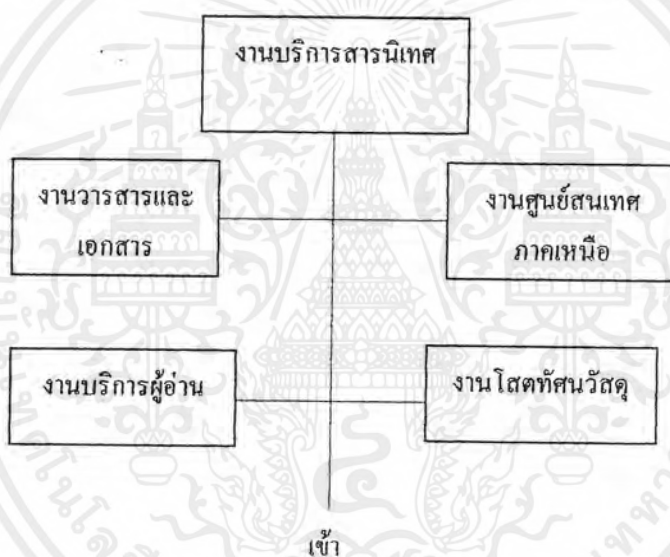 งานบริการสารนิเทศ
งานวารสารและ
เอกสาร
งานศูนย์สนเทศ
ภาคเหนือ
งานบริการผู้อ่าน
งานโสตทัศนวัสดุ
เข้า